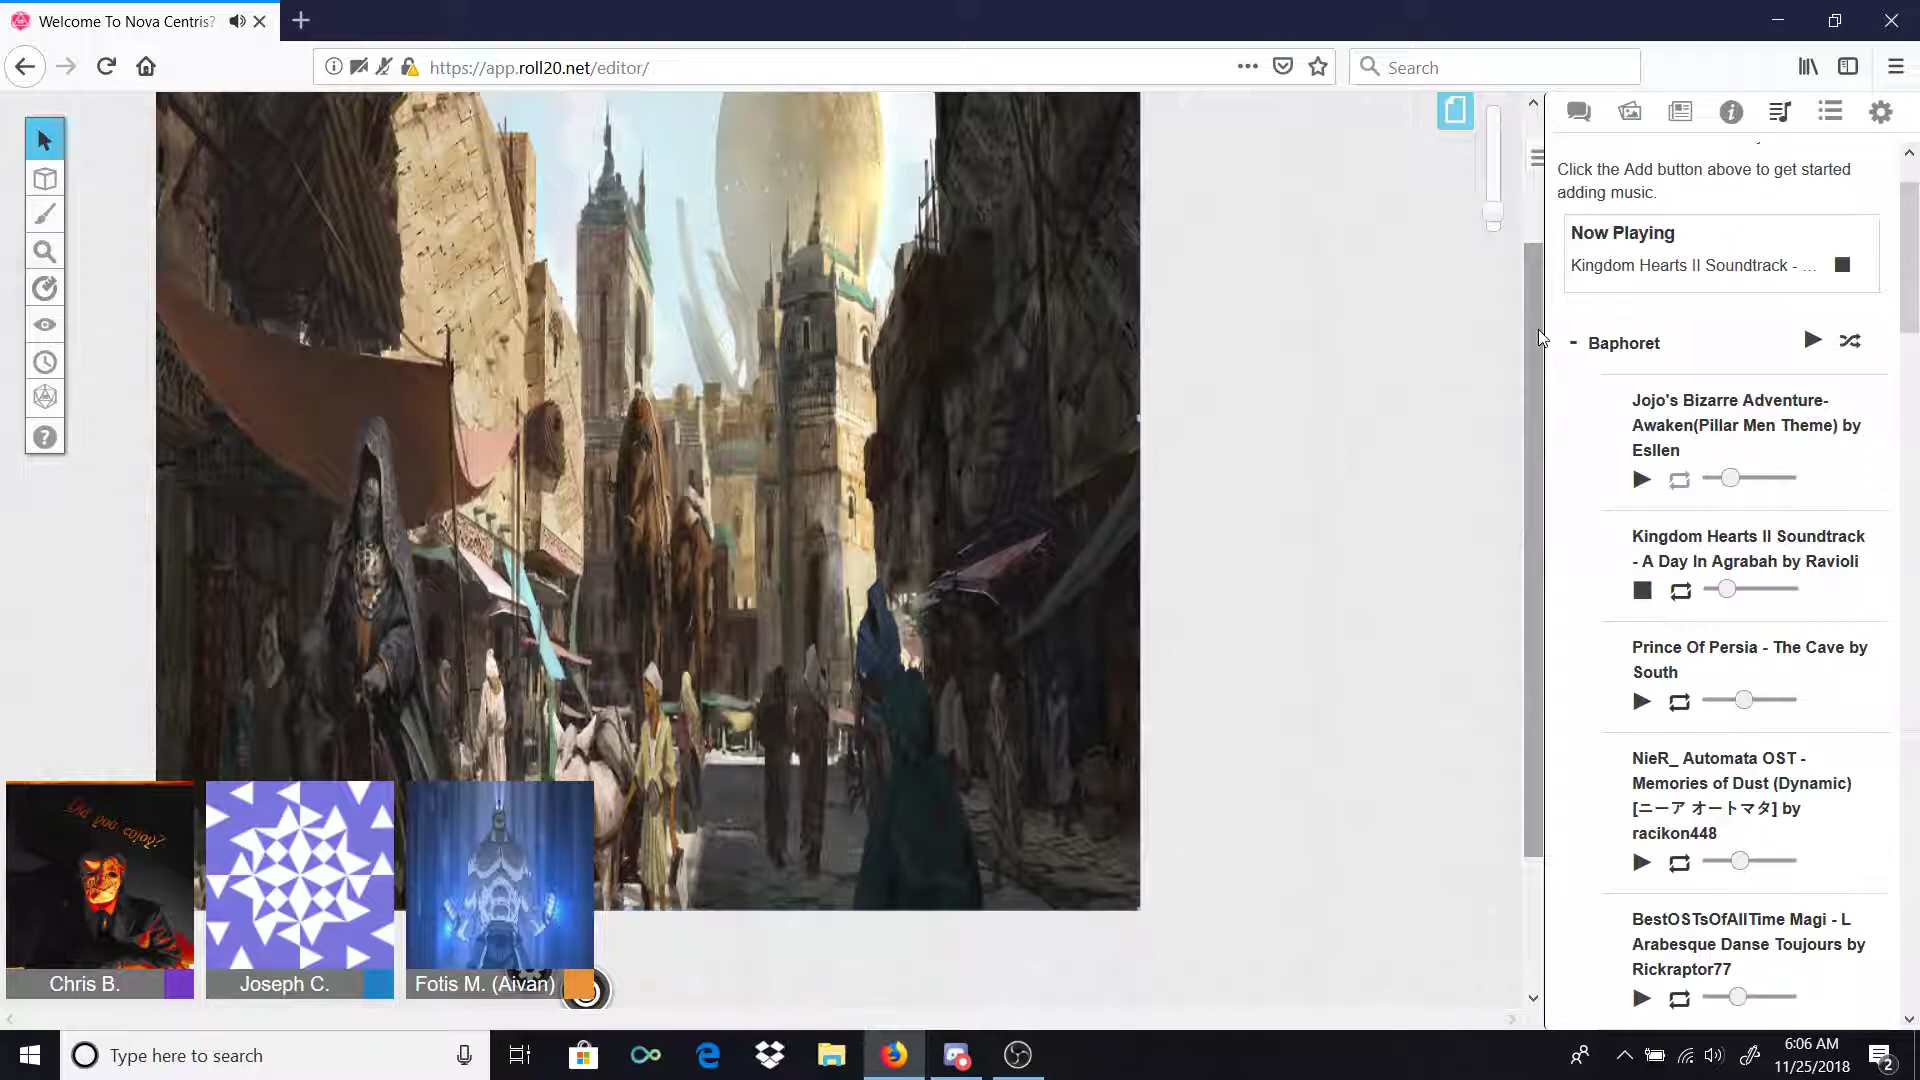 Welcome To Nova Centris?
https://app.roll20.net/editor/
Search
Click the Add button above to get started
adding music.
Now Playing
Kingdom Hearts II Soundtrack - ...
- Baphoret
Jojo's Bizarre Adventure-
Awaken(Pillar Men Theme) by
Esllen
Kingdom Hearts II Soundtrack
- A Day In Agrabah by Ravioli
Prince Of Persia - The Cave by
South
NieR_ Automata OST -
Memories of Dust (Dynamic)
[ニーア オートマタ] by
racikon448
BestOSTsOfAllTime Magi - L
Arabesque Danse Toujours by
Rickraptor77
Did you enjoy?
Chris B.
Joseph C.
Fotis M. (Aivan)
Type here to search
6:06 AM
11/25/2018
2